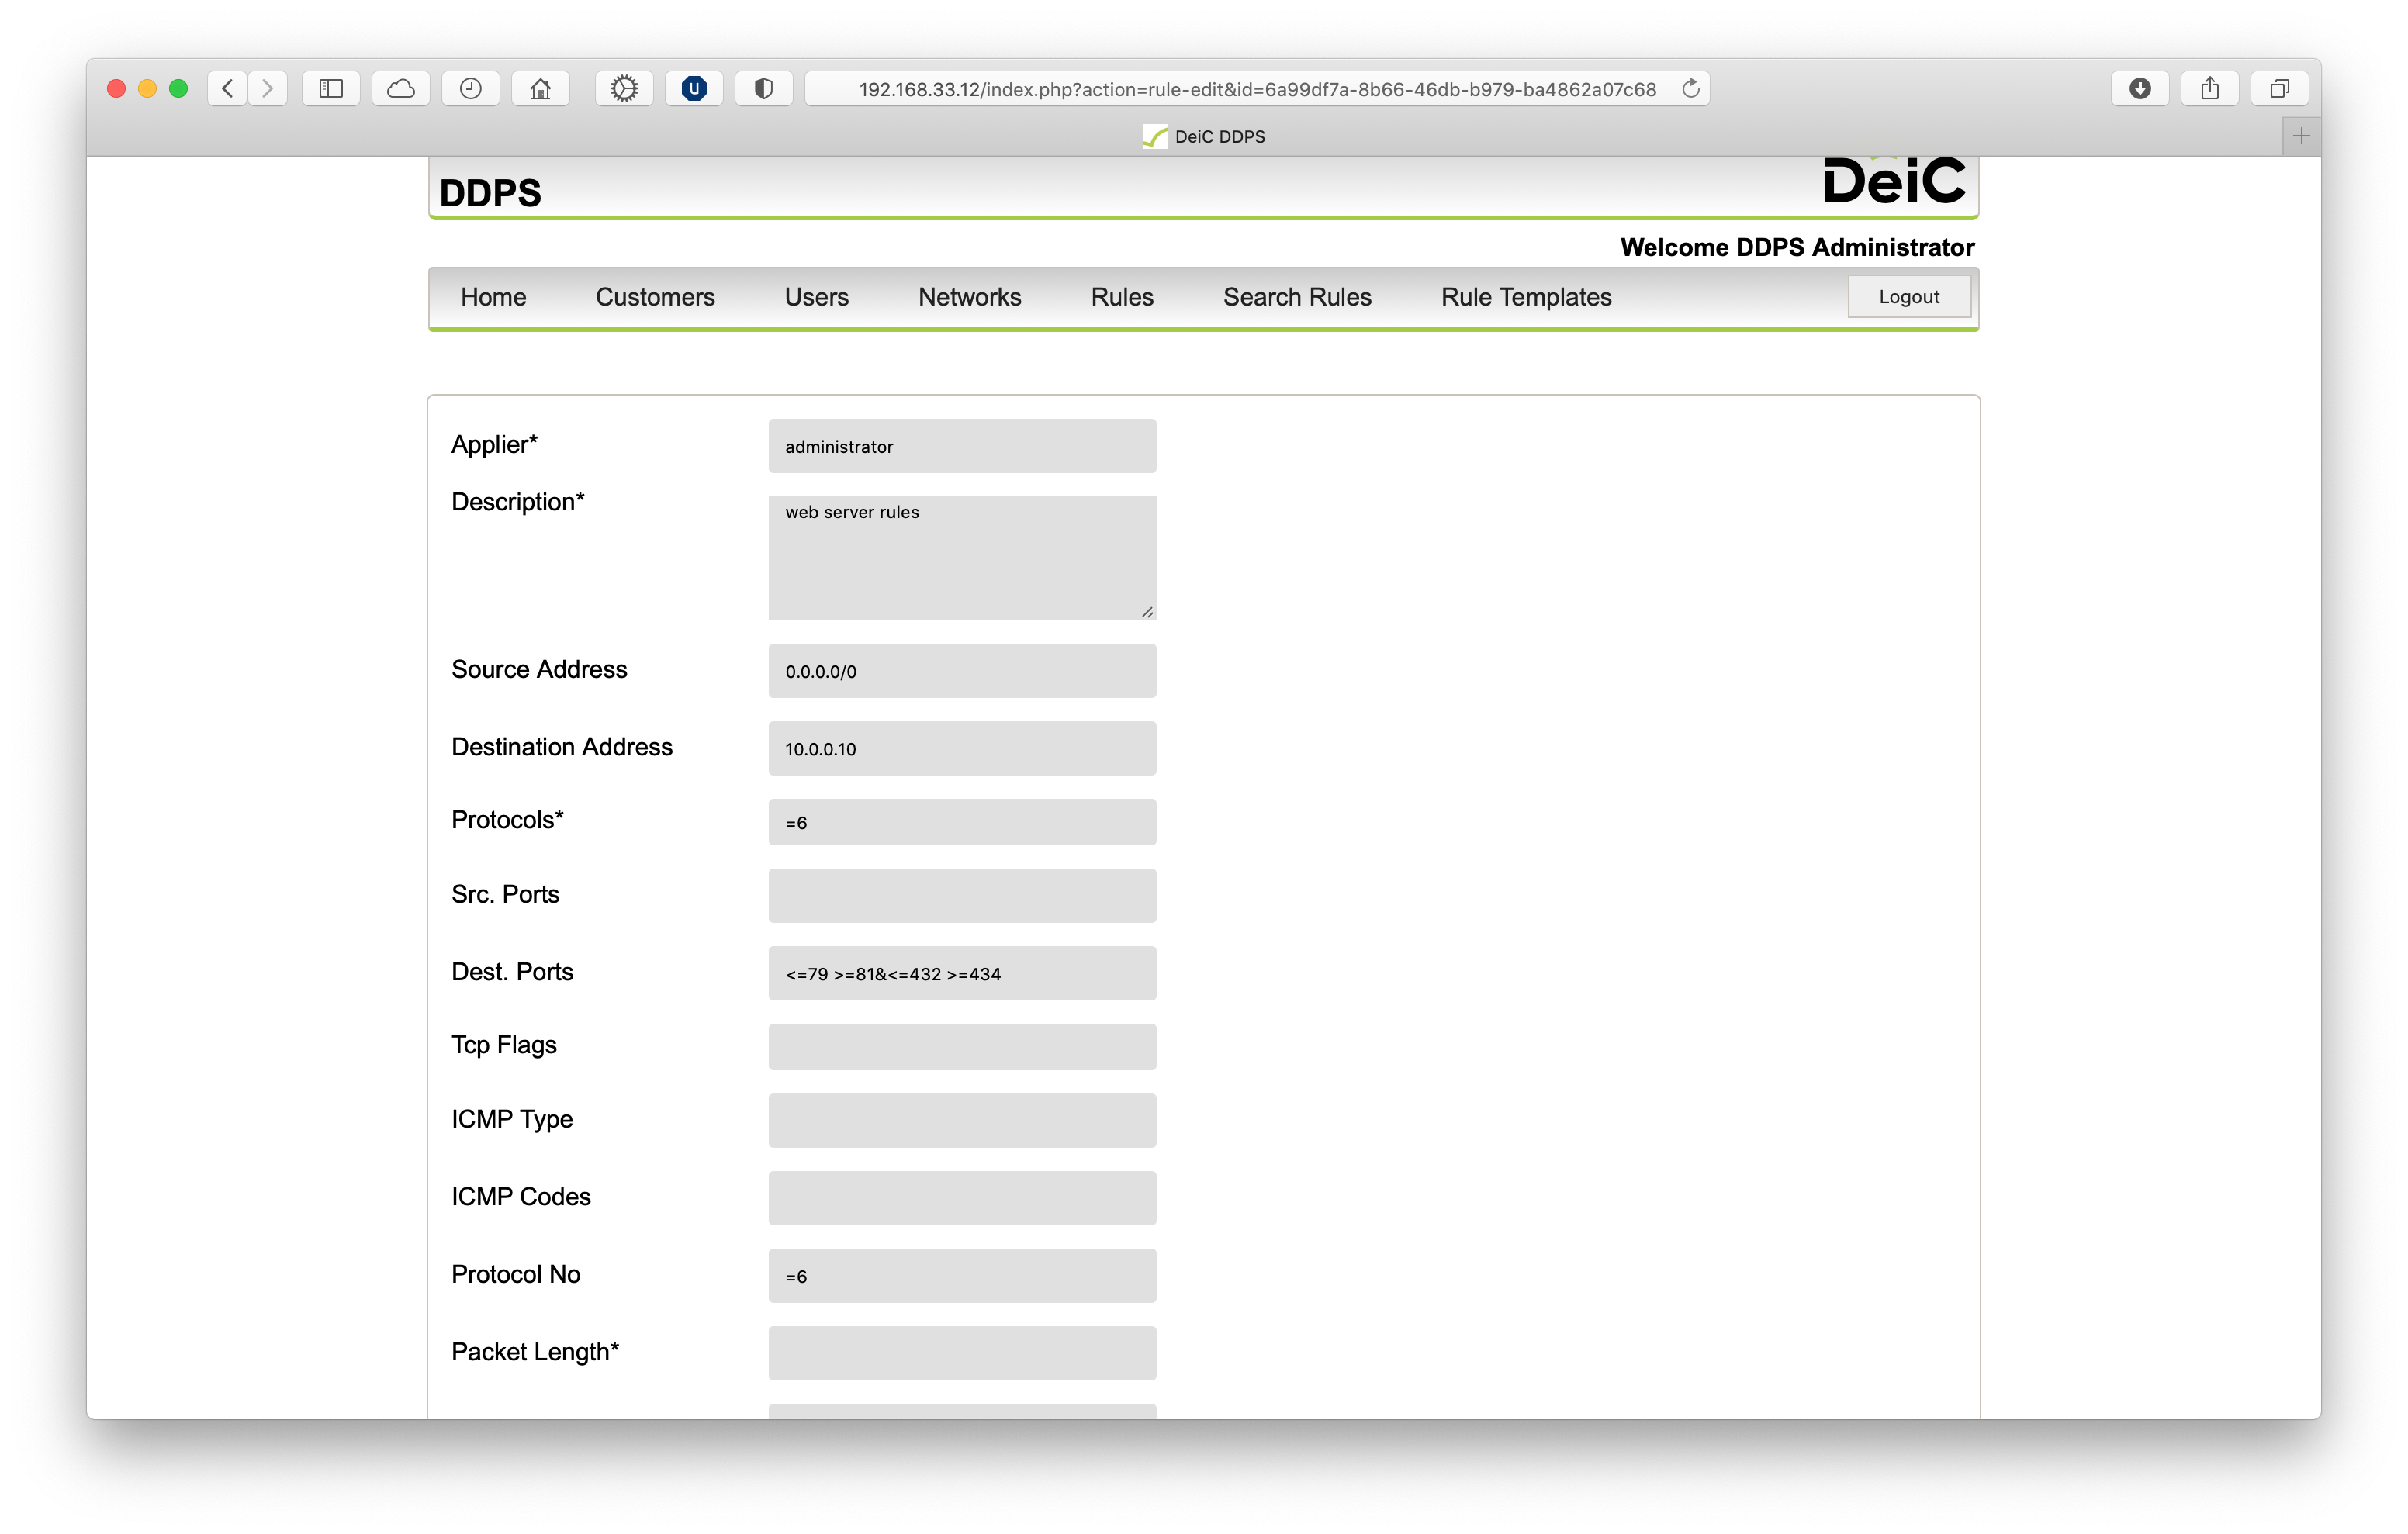 192.168.33.12/index.php?action=rule-edit&id=6a99df7a-8b66-46db-b979-ba4862a07c68
DeiC DDPS
DDPS
DeiC
Welcome DDPS Administrator
Home Customers Users Networks Rules Search Rules Rule Templates Logout
Applier* administrator
Description* web server rules
Source Address 0.0.0.0/0
Destination Address 10.0.0.10
Protocols* =6
Src. Ports
Dest. Ports <=79 >=81&<=432 >=434
Tcp Flags
ICMP Type
ICMP Codes
Protocol No =6
Packet Length*